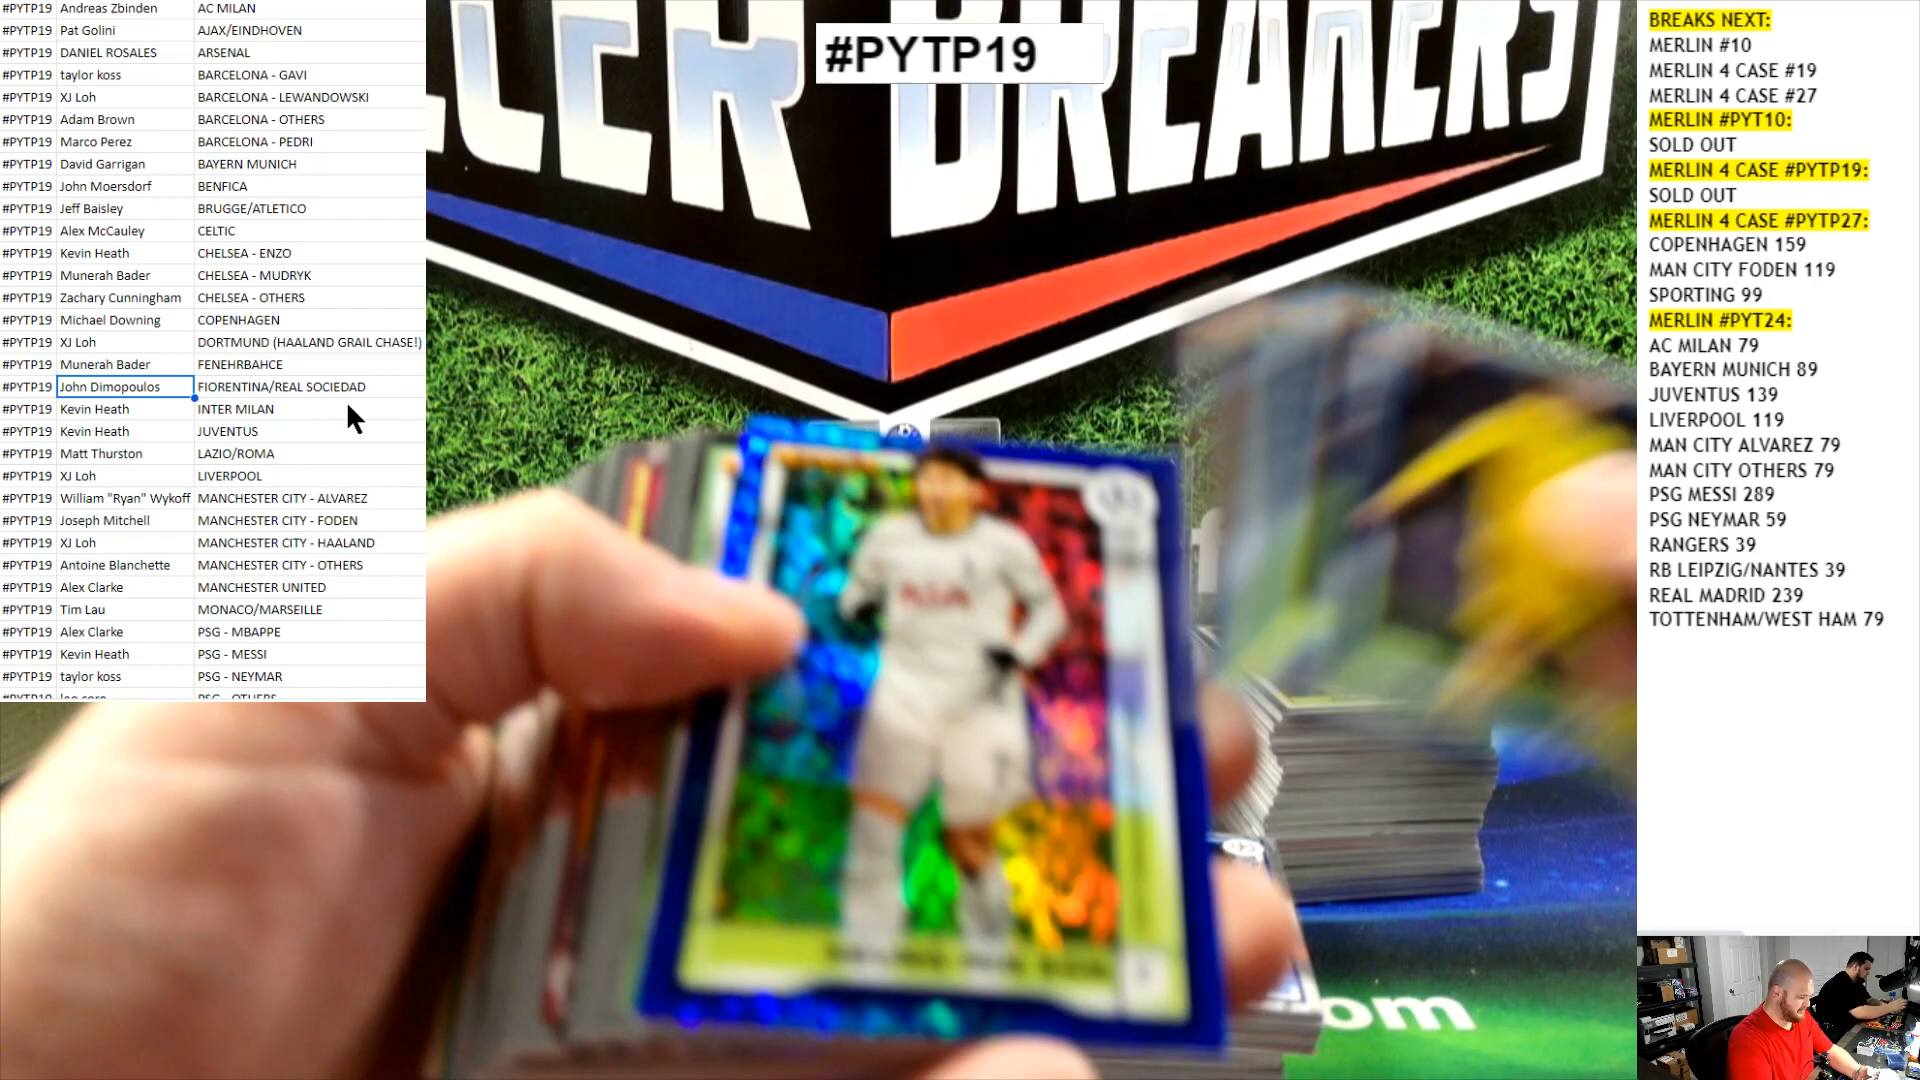 #PYTP19 Andreas Zbinden AC MILAN
#PYTP19 Pat Golini AJAX/EINDHOVEN
#PYTP19 DANIEL ROSALES ARSENAL
#PYTP19 taylor koss BARCELONA - GAVI
#PYTP19 XJ Loh BARCELONA - LEWANDOWSKI
#PYTP19 Adam Brown BARCELONA - OTHERS
#PYTP19 Marco Perez BARCELONA - PEDRI
#PYTP19 David Garrigan BAYERN MUNICH
#PYTP19 John Moersdorf BENFICA
#PYTP19 Jeff Baisley BRUGGE/ATLETICO
#PYTP19 Alex McCauley CELTIC
#PYTP19 Kevin Heath CHELSEA - ENZO
#PYTP19 Munerah Bader CHELSEA - MUDRYK
#PYTP19 Zachary Cunningham CHELSEA - OTHERS
#PYTP19 Michael Downing COPENHAGEN
#PYTP19 XJ Loh DORTMUND (HAALAND GRAIL CHASE!)
#PYTP19 Munerah Bader FENEHRBAHCE
#PYTP19 John Dimopoulos FIORENTINA/REAL SOCIEDAD
#PYTP19 Kevin Heath INTER MILAN
#PYTP19 Kevin Heath JUVENTUS
#PYTP19 Matt Thurston LAZIO/ROMA
#PYTP19 XJ Loh LIVERPOOL
#PYTP19 William "Ryan" Wykoff MANCHESTER CITY - ALVAREZ
#PYTP19 Joseph Mitchell MANCHESTER CITY - FODEN
#PYTP19 XJ Loh MANCHESTER CITY - HAALAND
#PYTP19 Antoine Blanchette MANCHESTER CITY - OTHERS
#PYTP19 Alex Clarke MANCHESTER UNITED
#PYTP19 Tim Lau MONACO/MARSEILLE
#PYTP19 Alex Clarke PSG - MBAPPE
#PYTP19 Kevin Heath PSG - MESSI
#PYTP19 taylor koss PSG - NEYMAR
#PYTP19 PSG - OTHERS
#PYTP19
CER BREAKERS
AIA
om
BREAKS NEXT:
MERLIN #10
MERLIN 4 CASE #19
MERLIN 4 CASE #27
MERLIN #PYT10:
SOLD OUT
MERLIN 4 CASE #PYTP19:
SOLD OUT
MERLIN 4 CASE #PYTP27:
COPENHAGEN 159
MAN CITY FODEN 119
SPORTING 99
MERLIN #PYT24:
AC MILAN 79
BAYERN MUNICH 89
JUVENTUS 139
LIVERPOOL 119
MAN CITY ALVAREZ 79
MAN CITY OTHERS 79
PSG MESSI 289
PSG NEYMAR 59
RANGERS 39
RB LEIPZIG/NANTES 39
REAL MADRID 239
TOTTENHAM/WEST HAM 79